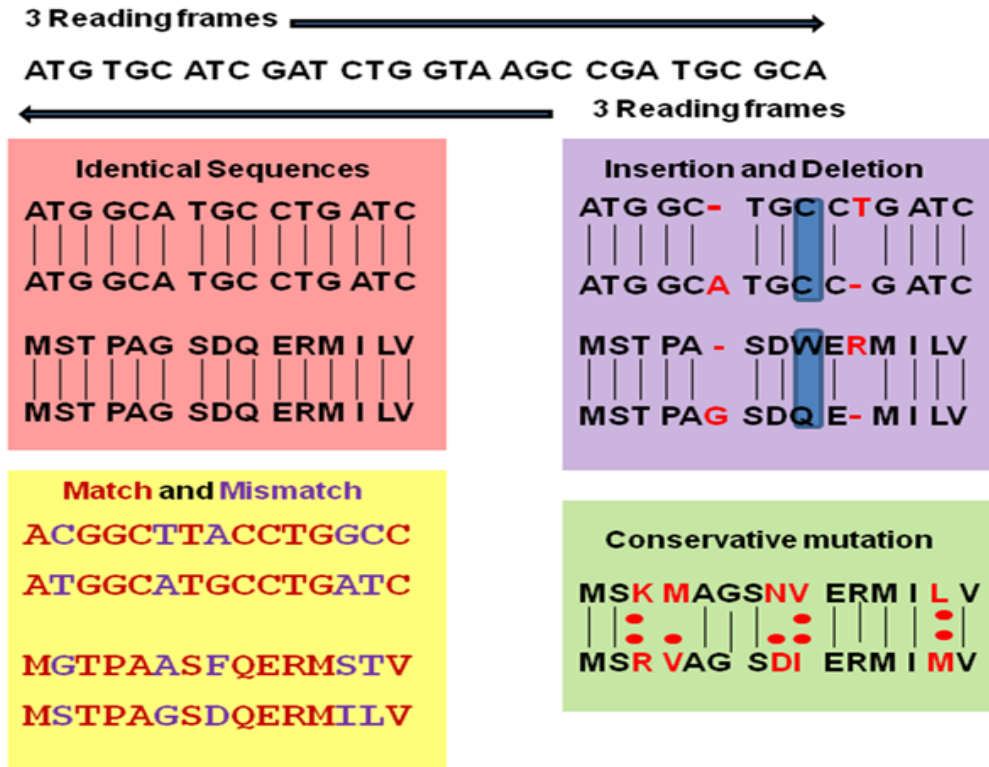 3 Reading frames
ATG TGC ATC GAT CTG GTA AGC CGA TGC GCA
3 Reading frames
Identical Sequences
ATG GCA TGC CTG ATC
ATG GCA TGC CTG ATC
MST PAG SDQ ERM I LV
MST PAG SDQ ERM I LV
Insertion and Deletion
ATG GC- TGC CTG ATC
ATG GCA TGC C- G ATC
MST PA - SDWERM I LV
MST PAG SDQ E- M I LV
Match and Mismatch
ACGGCTTACCTGGCC
ATGGCATGCCTGATC
MGTPAASFQERMSTV
MSTPAGSDQERMILV
Conservative mutation
MSK MAGSNV ERM I L V
MSR VAG SDI ERM I MV